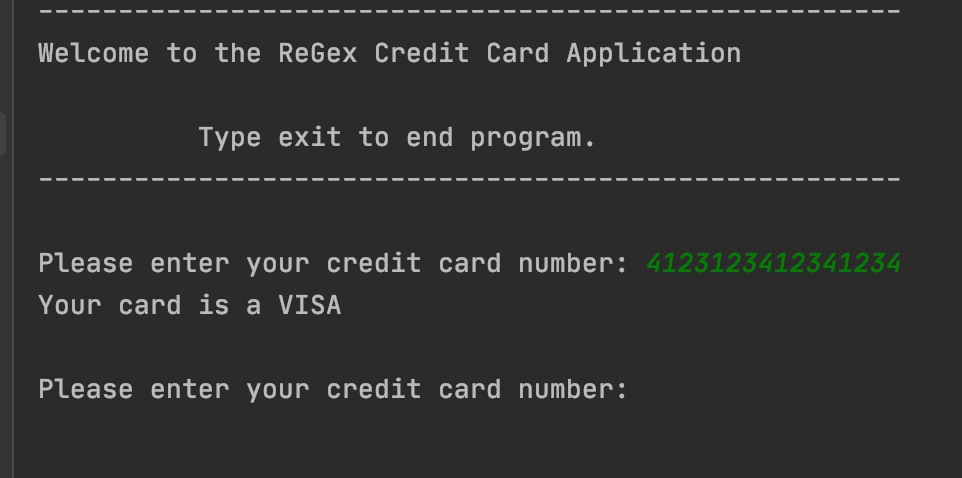 ------------------------------------------------------
Welcome to the ReGex Credit Card Application
Type exit to end program.
------------------------------------------------------
Please enter your credit card number: 4123123412341234
Your card is a VISA
Please enter your credit card number: